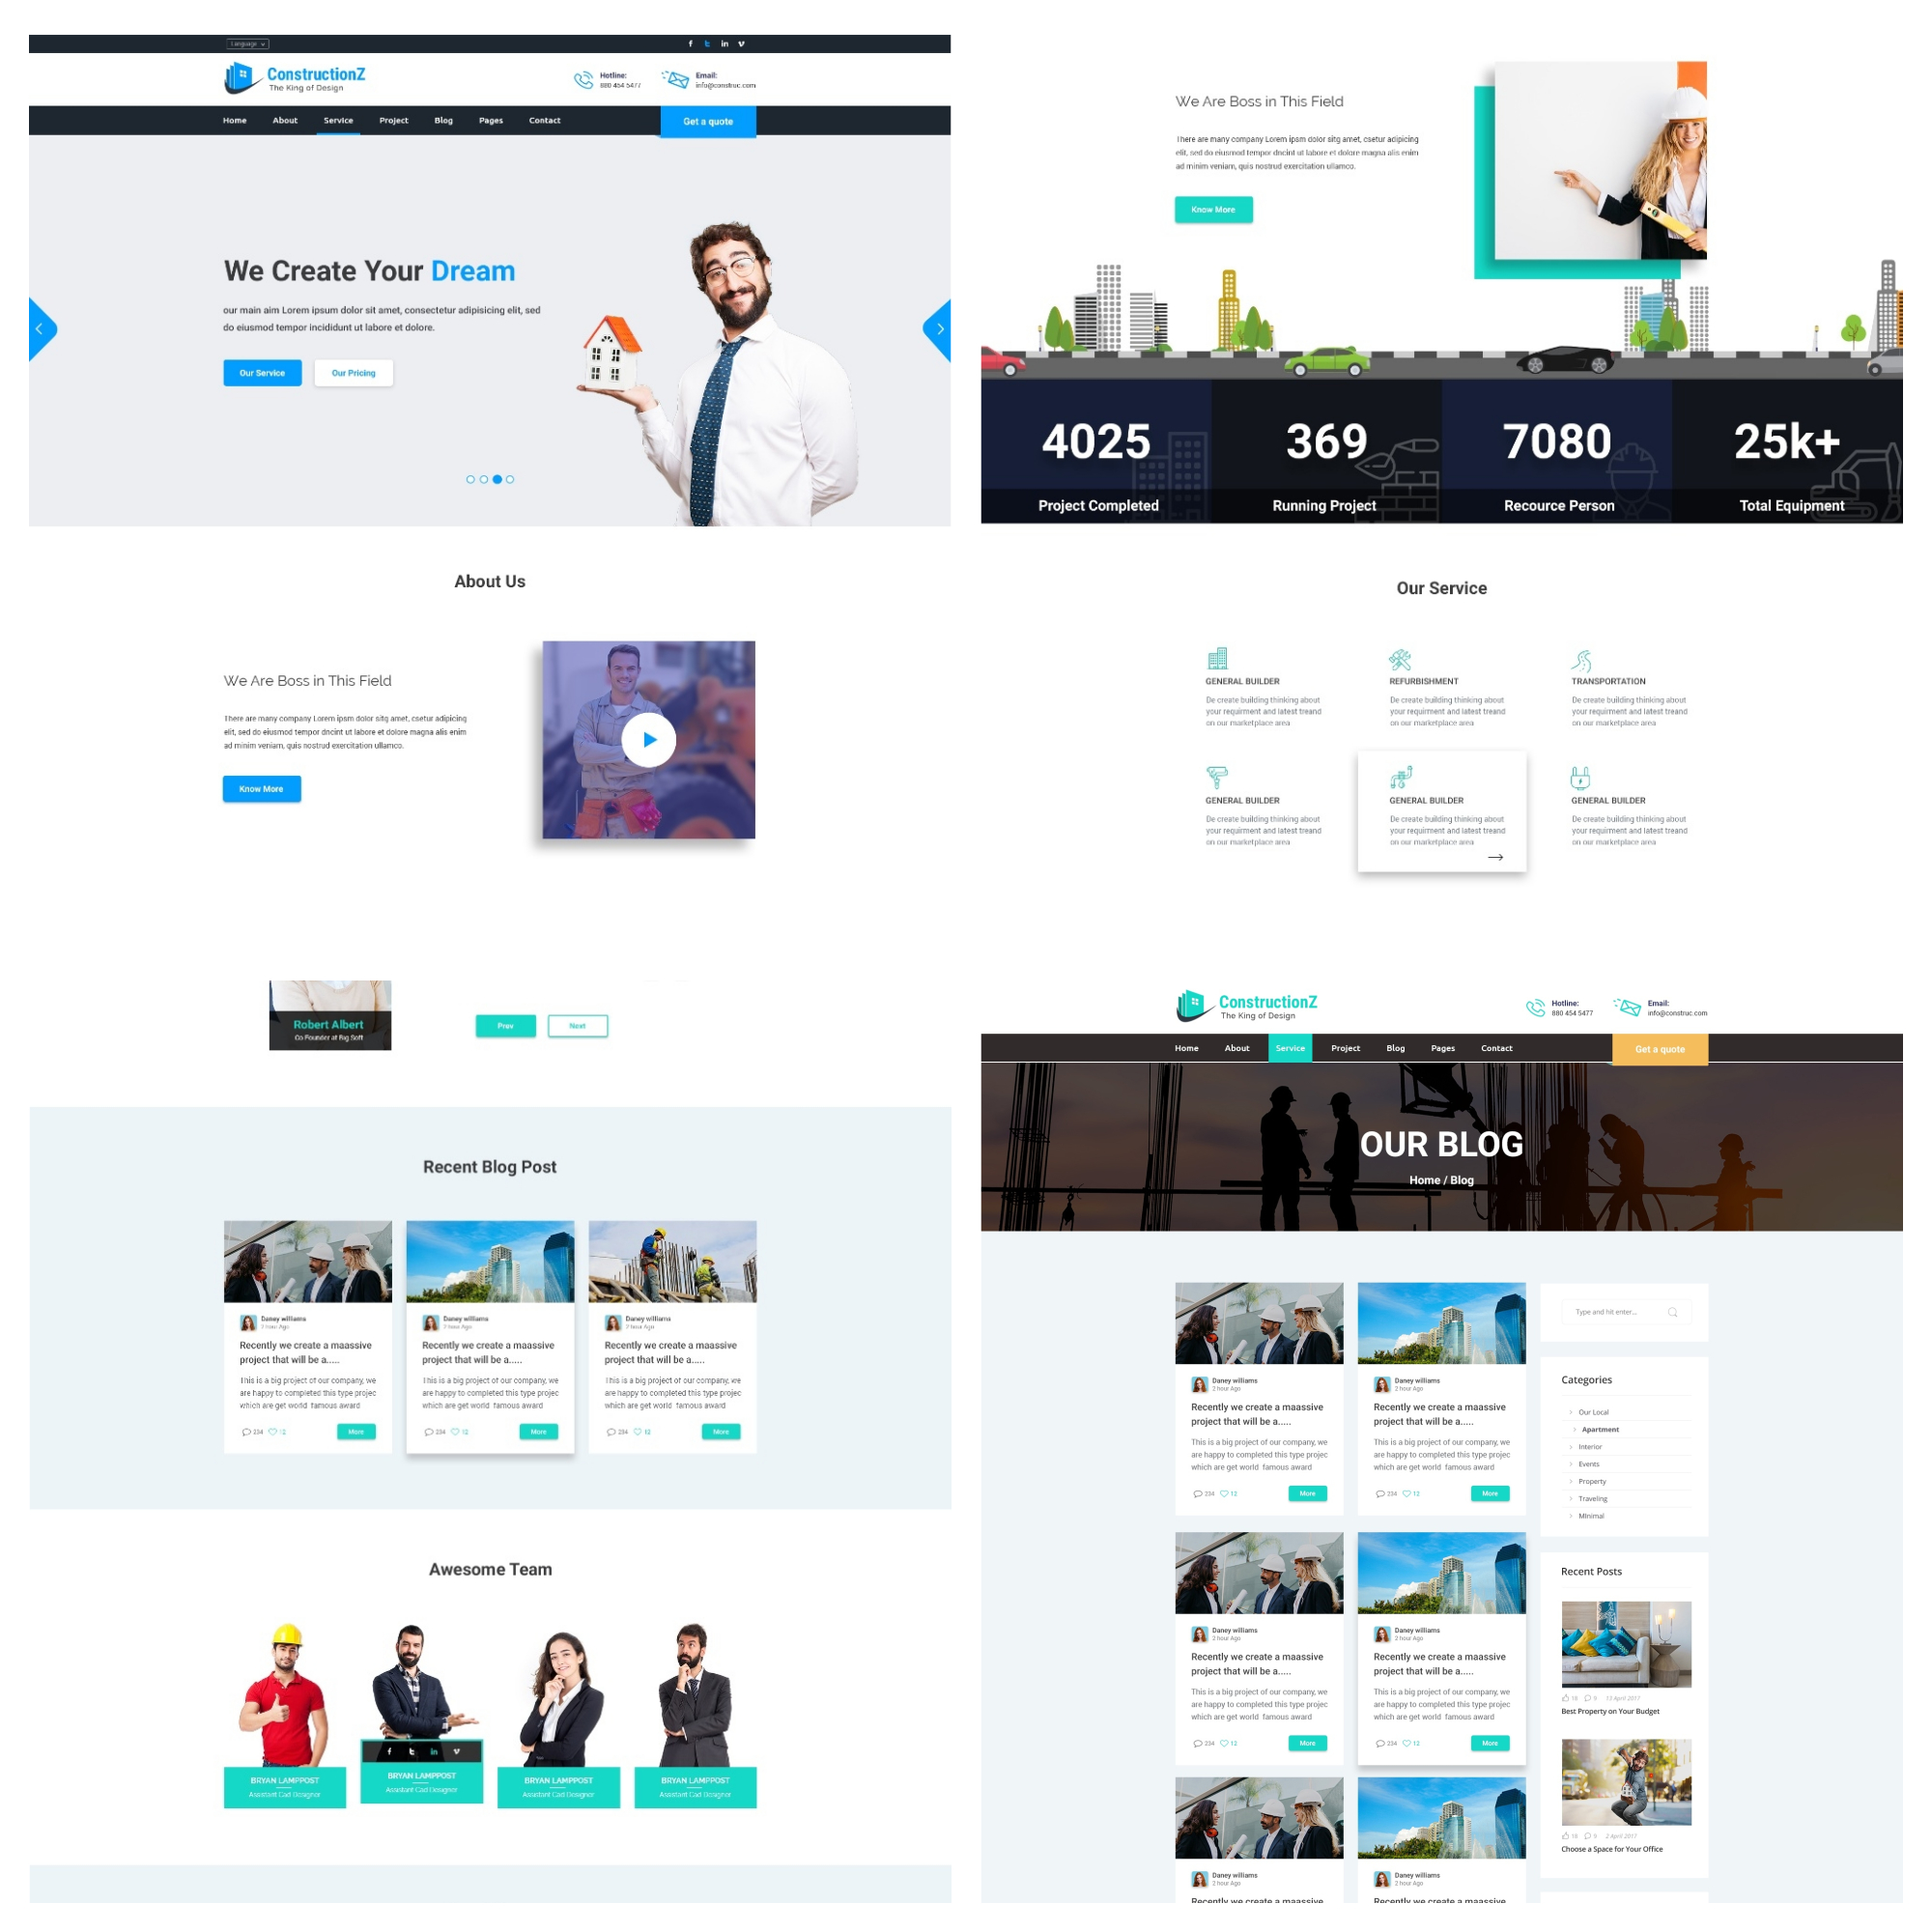 Language
ConstructionZ
The King of Design
Hotline:
880 454 5477
Email:
info@construc.com
Home About Service Project Blog Pages Contact
Get a quote
We Create Your Dream
our main aim Lorem ipsum dolor sit amet, consectetur adipisicing elit, sed
do eiusmod tempor incididunt ut labore et dolore.
Our Service
Our Pricing
About Us
We Are Boss in This Field
There are many company Lorem ipsm dolor sitg amet, csetur adipicing
elit, sed do eiusmod tempor dncint ut labore et dolore magna alis enim
ad minim veniam, quis nostrud exercitation ullamco.
Know More
We Are Boss in This Field
There are many company Lorem ipsm dolor sitg amet, csetur adipicing
elit, sed do eiusmod tempor dncint ut labore et dolore magna alis enim
ad minim veniam, quis nostrud exercitation ullamco.
Know More
4025
Project Completed
369
Running Project
7080
Recource Person
25k+
Total Equipment
Our Service
GENERAL BUILDER
De create building thinking about
your requirment and latest treand
on our marketplace area
REFURBISHMENT
De create building thinking about
your requirment and latest treand
on our marketplace area
TRANSPORTATION
De create building thinking about
your requirment and latest treand
on our marketplace area
GENERAL BUILDER
De create building thinking about
your requirment and latest treand
on our marketplace area
GENERAL BUILDER
De create building thinking about
your requirment and latest treand
on our marketplace area
GENERAL BUILDER
De create building thinking about
your requirment and latest treand
on our marketplace area
Robert Albert
Co Founder at Big Soft
Prev
Next
Recent Blog Post
Daney williams
2 hour Ago
Recently we create a maassive
project that will be a.....
This is a big project of our company, we
are happy to completed this type projec
which are get world famous award
234 12
More
Daney williams
2 hour Ago
Recently we create a maassive
project that will be a.....
This is a big project of our company, we
are happy to completed this type projec
which are get world famous award
234 12
More
Daney williams
2 hour Ago
Recently we create a maassive
project that will be a.....
This is a big project of our company, we
are happy to completed this type projec
which are get world famous award
234 12
More
Awesome Team
BRYAN LAMPPOST
Assistant Cad Designer
BRYAN LAMPPOST
Assistant Cad Designer
BRYAN LAMPPOST
Assistant Cad Designer
BRYAN LAMPPOST
Assistant Cad Designer
ConstructionZ
The King of Design
Hotline:
880 454 5477
Email:
info@construc.com
Home About Service Project Blog Pages Contact
Get a quote
OUR BLOG
Home / Blog
Daney williams
2 hour Ago
Recently we create a maassive
project that will be a.....
This is a big project of our company, we
are happy to completed this type projec
which are get world famous award
234 12
More
Daney williams
2 hour Ago
Recently we create a maassive
project that will be a.....
This is a big project of our company, we
are happy to completed this type projec
which are get world famous award
234 12
More
Daney williams
2 hour Ago
Recently we create a maassive
project that will be a.....
This is a big project of our company, we
are happy to completed this type projec
which are get world famous award
234 12
More
Daney williams
2 hour Ago
Recently we create a maassive
project that will be a.....
This is a big project of our company, we
are happy to completed this type projec
which are get world famous award
234 12
More
Daney williams
2 hour Ago
Recently we create a maassive
Daney williams
2 hour Ago
Recently we create a maassive
Type and hit enter...
Categories
Our Local
Apartment
Interior
Events
Property
Traveling
Minimal
Recent Posts
18 9 13 April 2017
Best Property on Your Budget
18 9 2 April 2017
Choose a Space for Your Office